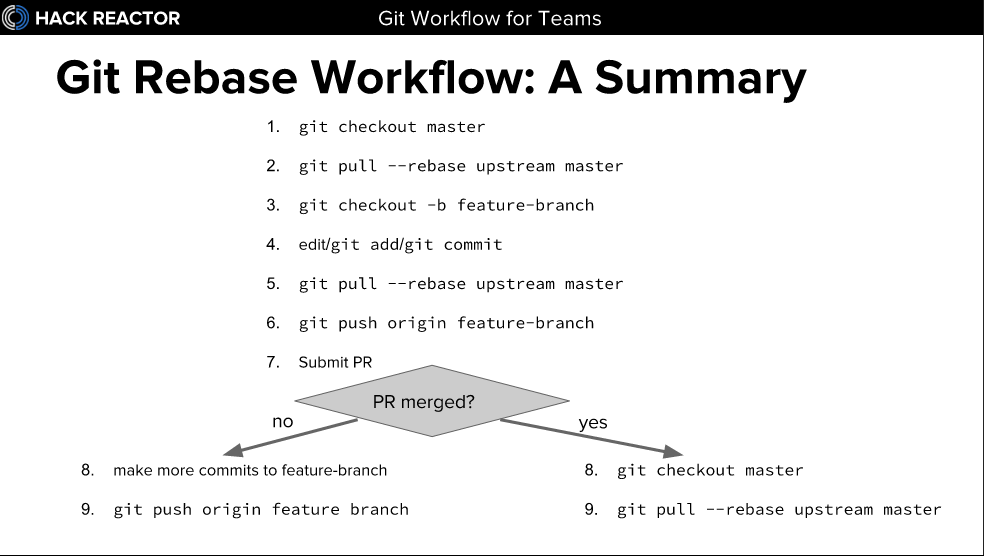 HACK REACTOR
Git Workflow for Teams
Git Rebase Workflow: A Summary
1. git checkout master
2. git pull --rebase upstream master
3. git checkout -b feature-branch
4. edit/git add/git commit
5. git pull --rebase upstream master
6. git push origin feature-branch
7. Submit PR
PR merged?
no
yes
8. make more commits to feature-branch
9. git push origin feature branch
8. git checkout master
9. git pull --rebase upstream master